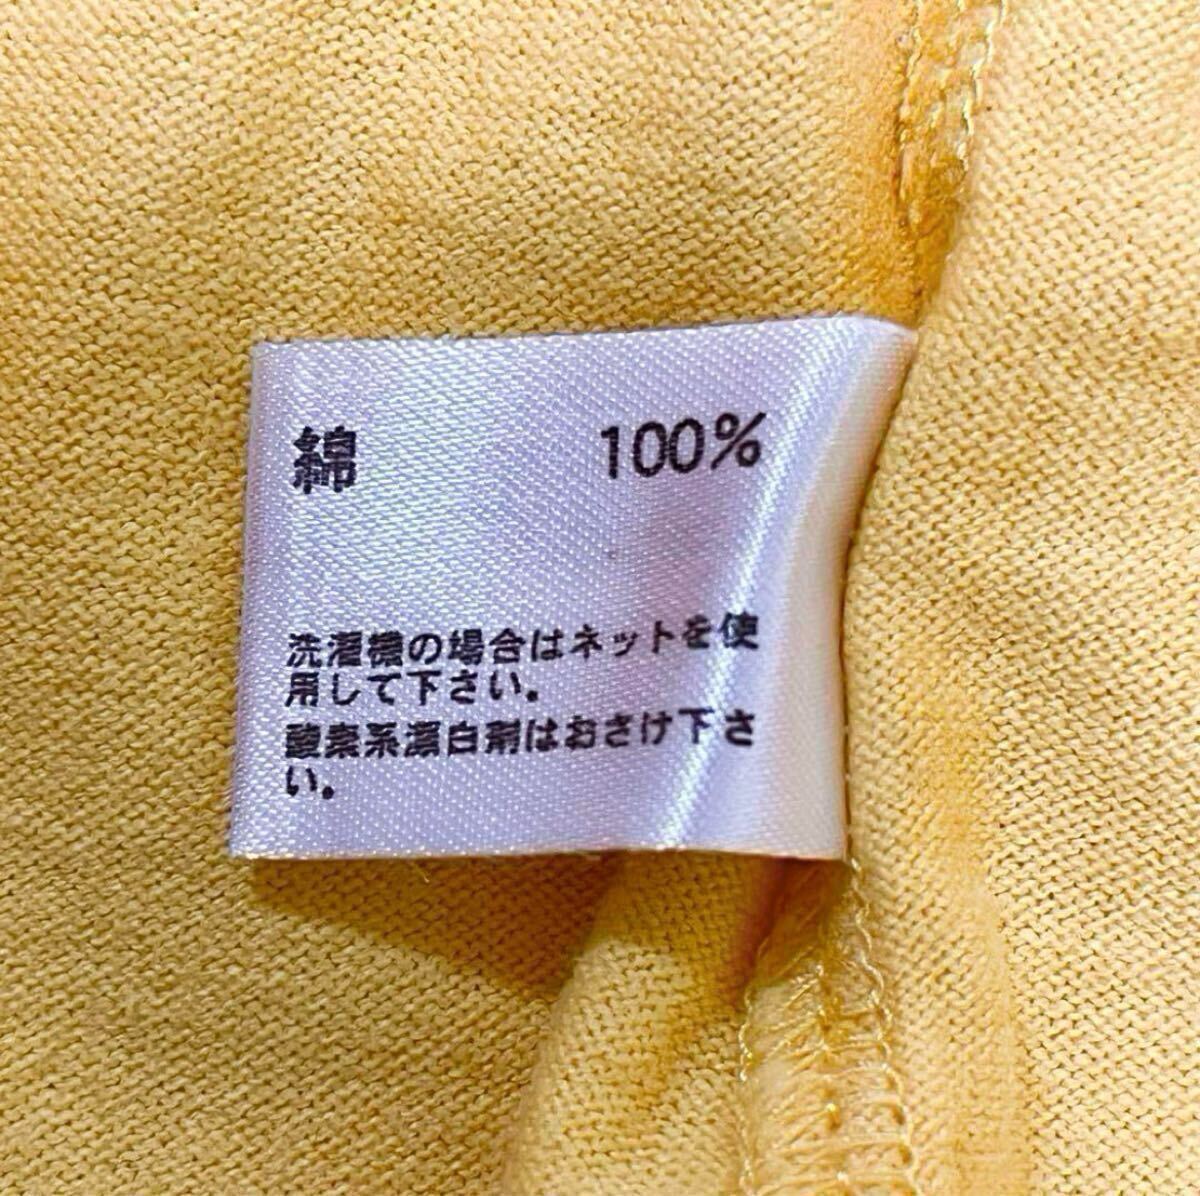 綿 100%
洗濯機の場合はネットを使
用して下さい。
酸素系漂白剤はおさけ下さ
い。